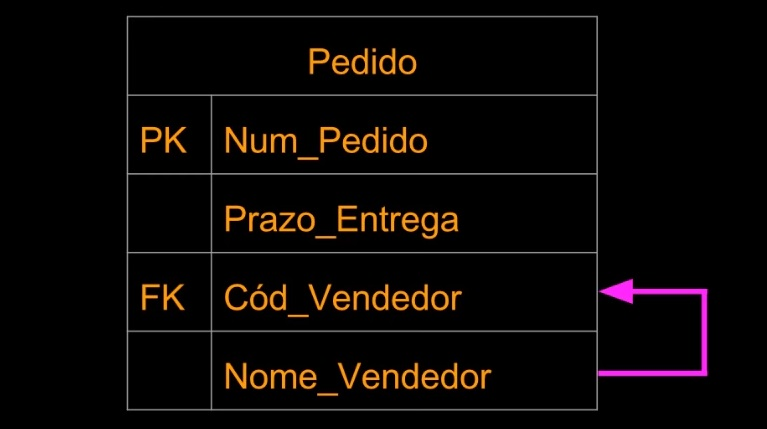 Pedido
PK Num_Pedido
Prazo_Entrega
FK Cód_Vendedor
Nome_Vendedor